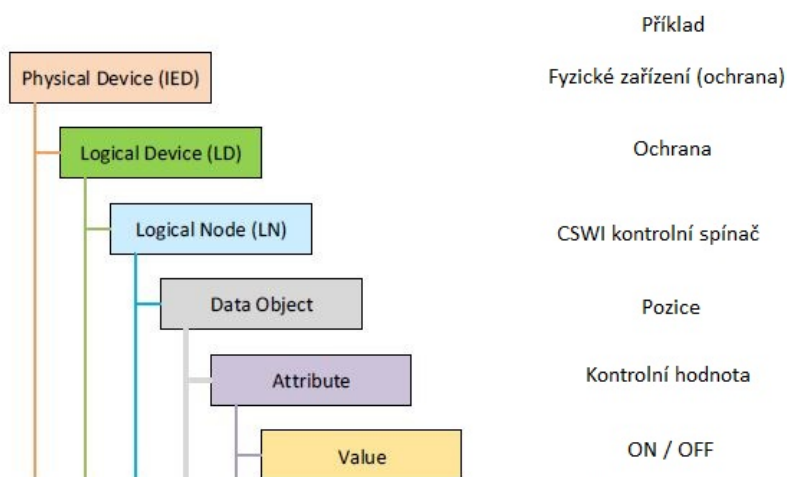 Příklad
Physical Device (IED)
Fyzické zařízení (ochrana)
Logical Device (LD)
Ochrana
Logical Node (LN)
CSWI kontrolní spínač
Data Object
Pozice
Attribute
Kontrolní hodnota
Value
ON / OFF